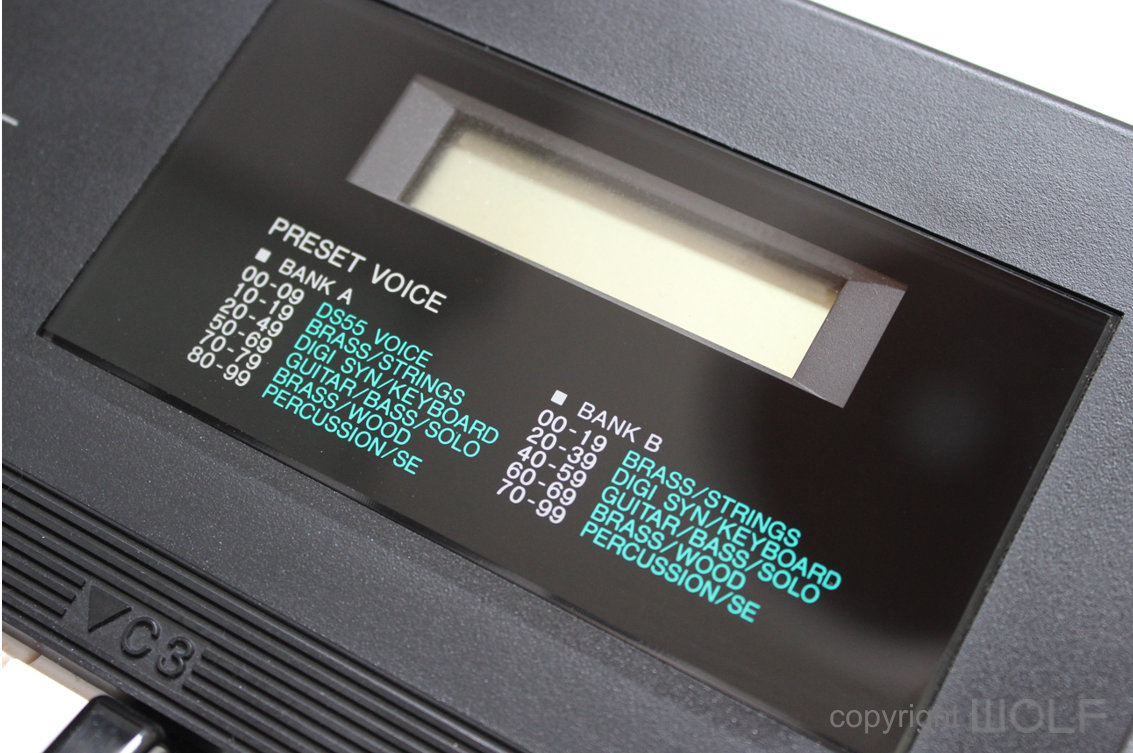 PRESET VOICE
■ BANK A
00-09 DS55 VOICE
10-19 BRASS/STRINGS
20-49 DIGI SYN/KEYBOARD
50-69 GUITAR/BASS/SOLO
70-79 BRASS/WOOD
80-99 PERCUSSION/SE
■ BANK B
00-19 BRASS/STRINGS
20-39 DIGI SYN/KEYBOARD
40-59 GUITAR/BASS/SOLO
60-69 BRASS/WOOD
70-99 PERCUSSION/SE
▼C3
copyright WOLF